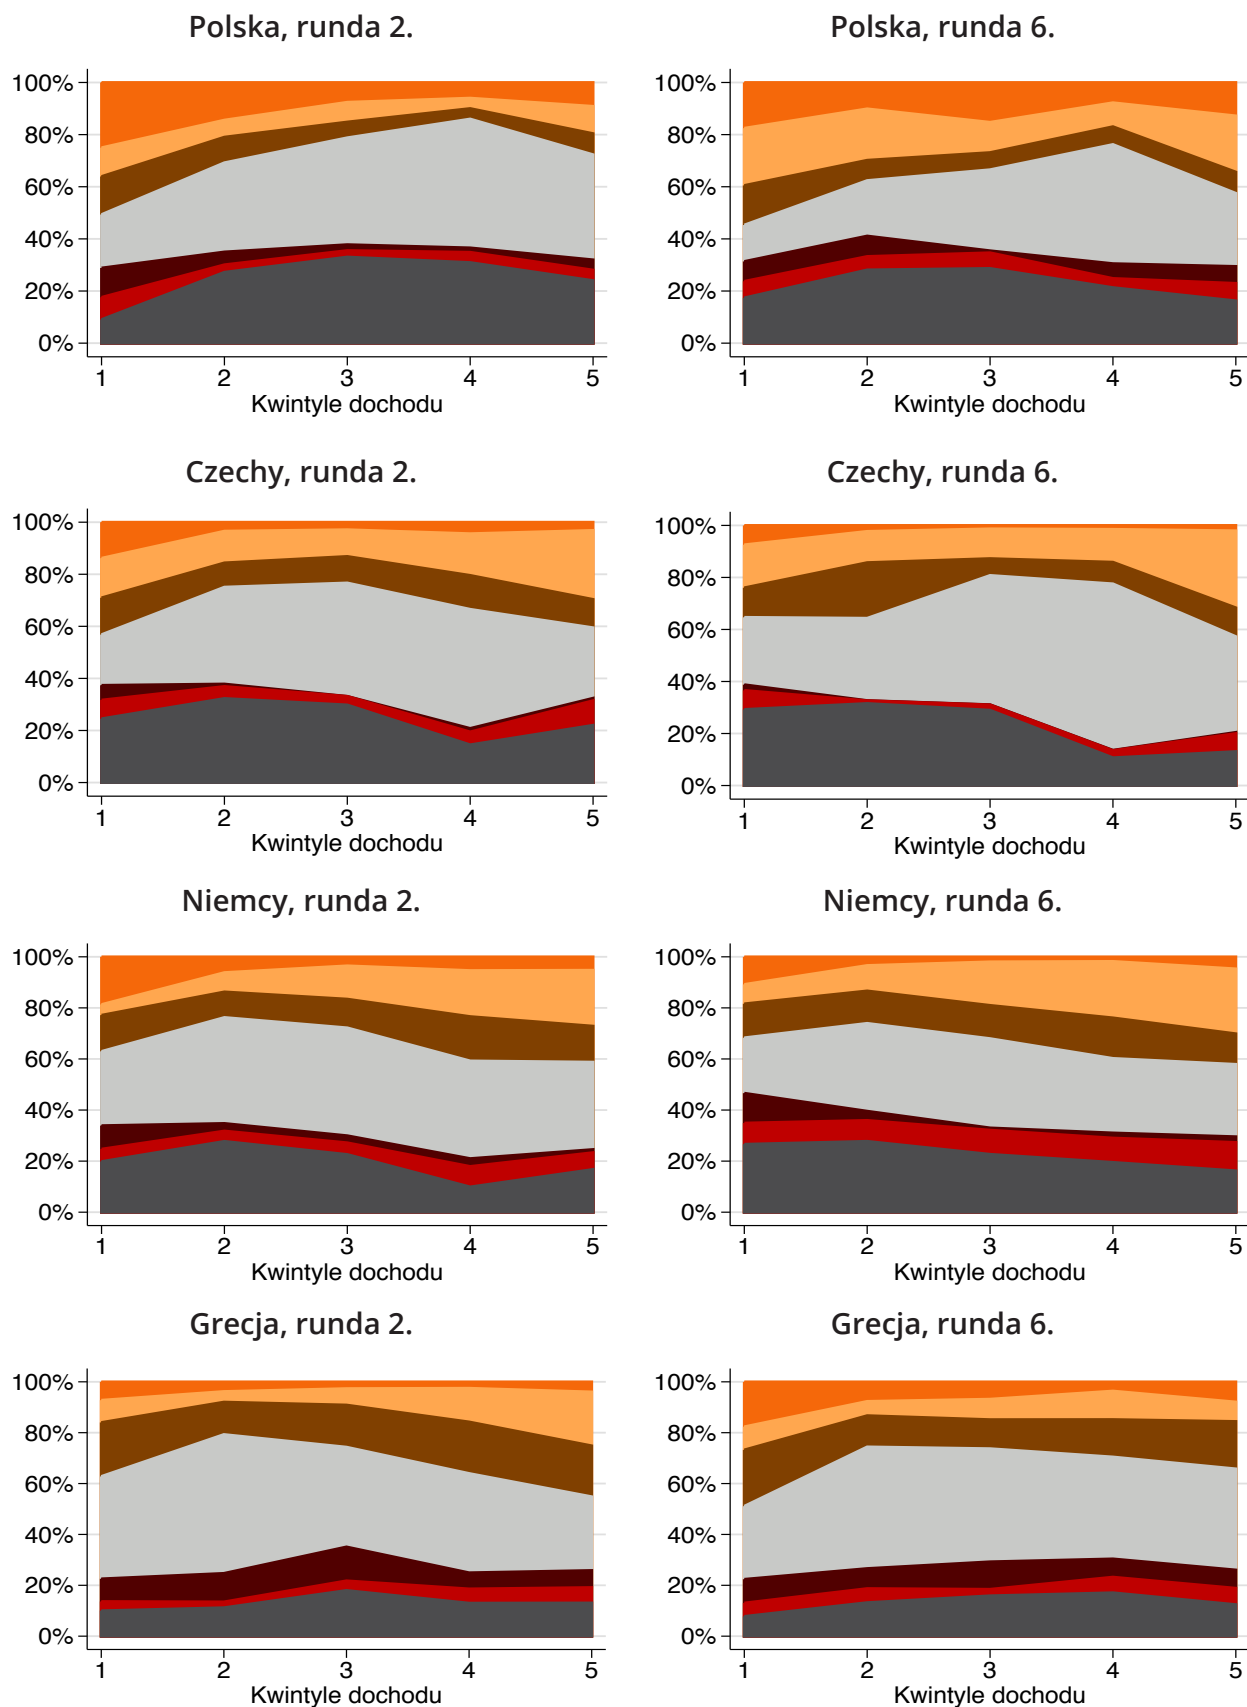 Polska, runda 2.
100%
80%
60%
40%
20%
0%
1 2 3 4 5
Kwintyle dochodu
Polska, runda 6.
100%
80%
60%
40%
20%
0%
1 2 3 4 5
Kwintyle dochodu
Czechy, runda 2.
100%
80%
60%
40%
20%
0%
1 2 3 4 5
Kwintyle dochodu
Czechy, runda 6.
100%
80%
60%
40%
20%
0%
1 2 3 4 5
Kwintyle dochodu
Niemcy, runda 2.
100%
80%
60%
40%
20%
0%
1 2 3 4 5
Kwintyle dochodu
Niemcy, runda 6.
100%
80%
60%
40%
20%
0%
1 2 3 4 5
Kwintyle dochodu
Grecja, runda 2.
100%
80%
60%
40%
20%
0%
1 2 3 4 5
Kwintyle dochodu
Grecja, runda 6.
100%
80%
60%
40%
20%
0%
1 2 3 4 5
Kwintyle dochodu